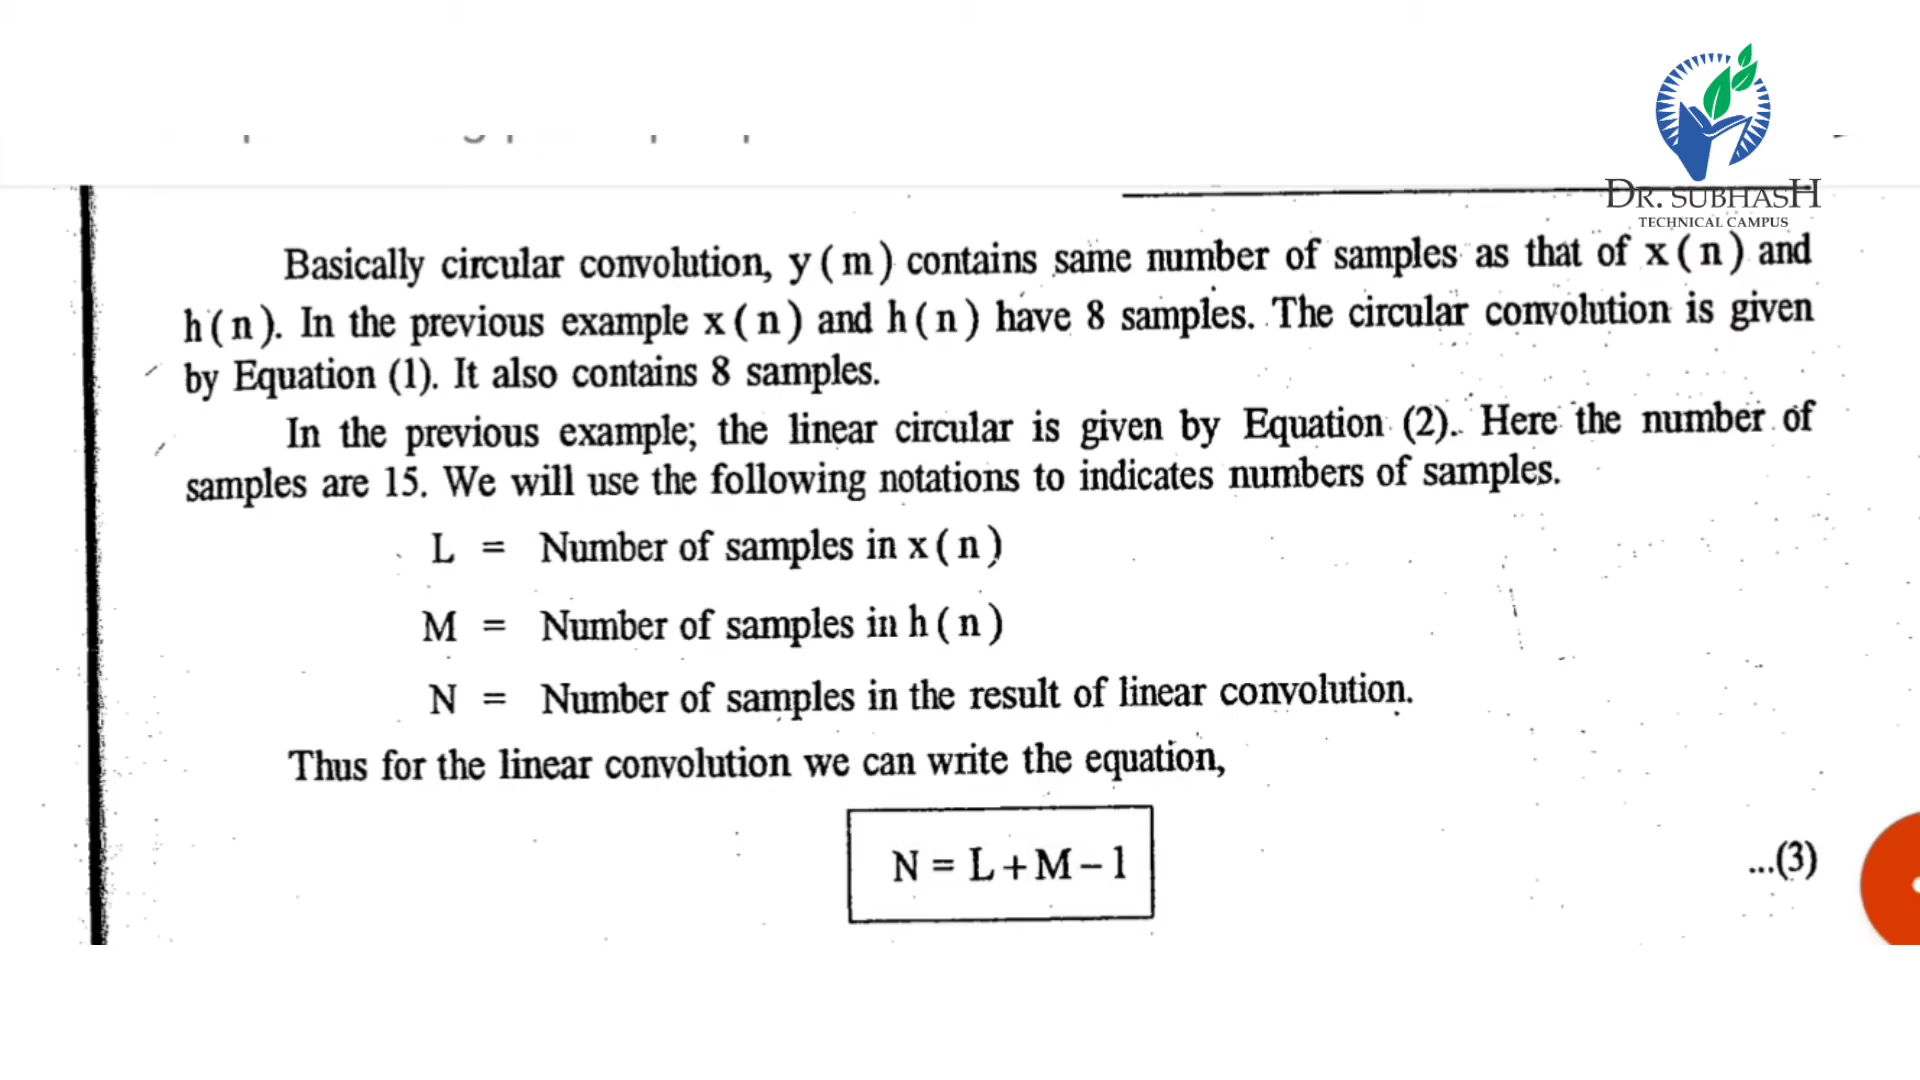 DR. SUBHASH
TECHNICAL CAMPUS
Basically circular convolution, y ( m ) contains same number of samples as that of x ( n ) and
h ( n ). In the previous example x ( n ) and h ( n ) have 8 samples. The circular convolution is given
by Equation (1). It also contains 8 samples.
In the previous example; the linear circular is given by Equation (2). Here the number of
samples are 15. We will use the following notations to indicates numbers of samples.
L = Number of samples in x ( n )
M = Number of samples in h ( n )
N = Number of samples in the result of linear convolution.
Thus for the linear convolution we can write the equation,
N = L + M − 1
...(3)